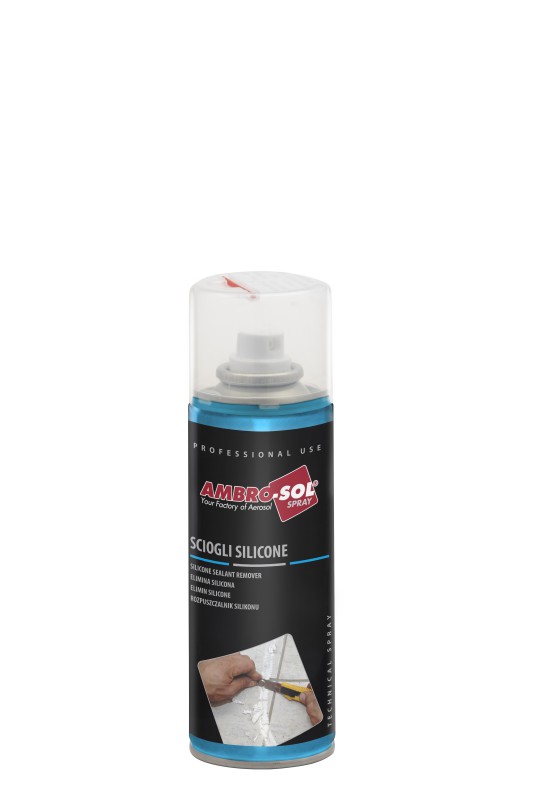 PROFESSIONAL USE
AMBRO-SOL®
SPRAY
Your Factory of Aerosol
SCIOGLI SILICONE
SILICONE SEALANT REMOVER
ELIMINA SILICONA
ELIMIN SILICONE
ROZPUSZCZALNIK SILIKONU
TECHNICAL SPRAY